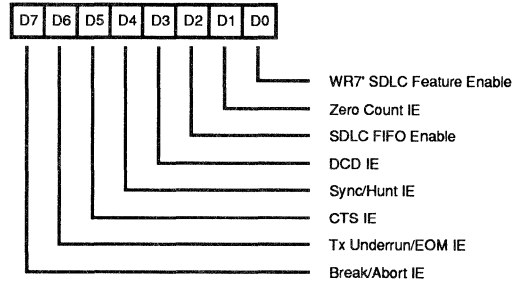 D7 D6 D5 D4 D3 D2 D1 D0
WR7' SDLC Feature Enable
Zero Count IE
SDLC FIFO Enable
DCD IE
Sync/Hunt IE
CTS IE
Tx Underrun/EOM IE
Break/Abort IE